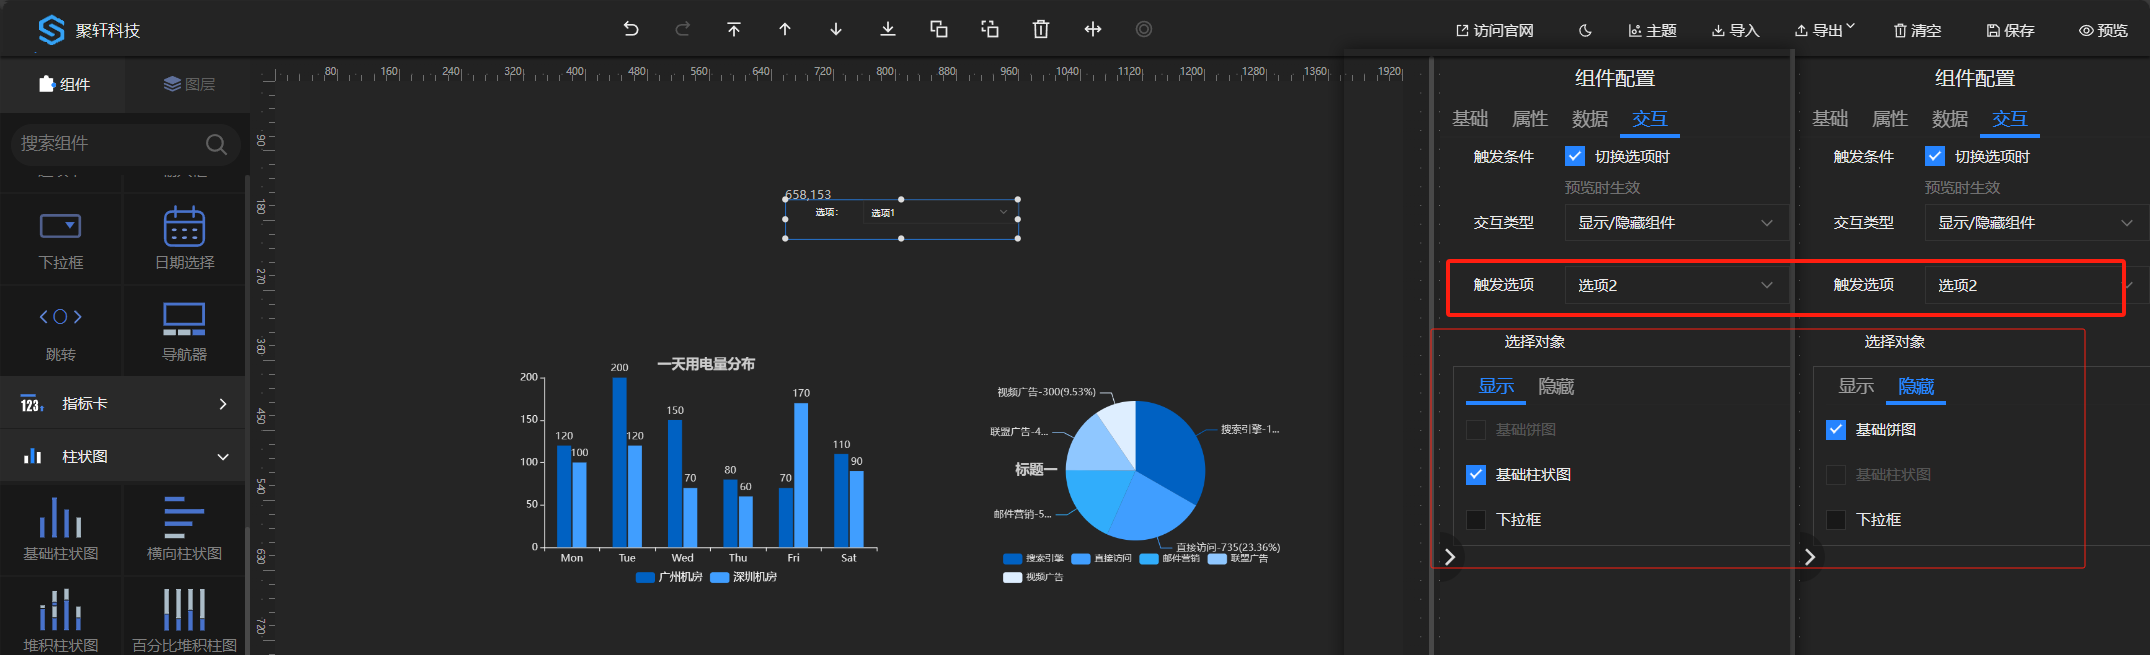 聚轩科技
访问官网
主题
导入
导出
清空
保存
预览
组件
图层
搜索组件
下拉框
日期选择
跳转
导航器
指标卡
柱状图
基础柱状图
横向柱状图
堆积柱状图
百分比堆积柱图
80
160
240
320
400
480
560
640
720
800
880
960
1040
1120
1200
1280
1360
1920
90
180
270
360
450
540
630
720
658,153
选项:
选项1
一天用电量分布
200
150
100
50
0
120
100
200
120
150
70
80
60
70
170
110
90
Mon
Tue
Wed
Thu
Fri
Sat
广州机房
深圳机房
标题一
视频广告-300(9.53%)
联盟广告-4...
邮件营销-5...
搜索引擎-1...
直接访问-735(23.36%)
搜索引擎
直接访问
邮件营销
联盟广告
视频广告
组件配置
基础 属性 数据 交互
触发条件
切换选项时
预览时生效
交互类型
显示/隐藏组件
触发选项
选项2
选择对象
显示 隐藏
基础饼图
基础柱状图
下拉框
组件配置
基础 属性 数据 交互
触发条件
切换选项时
预览时生效
交互类型
显示/隐藏组件
触发选项
选项2
选择对象
显示 隐藏
基础饼图
基础柱状图
下拉框